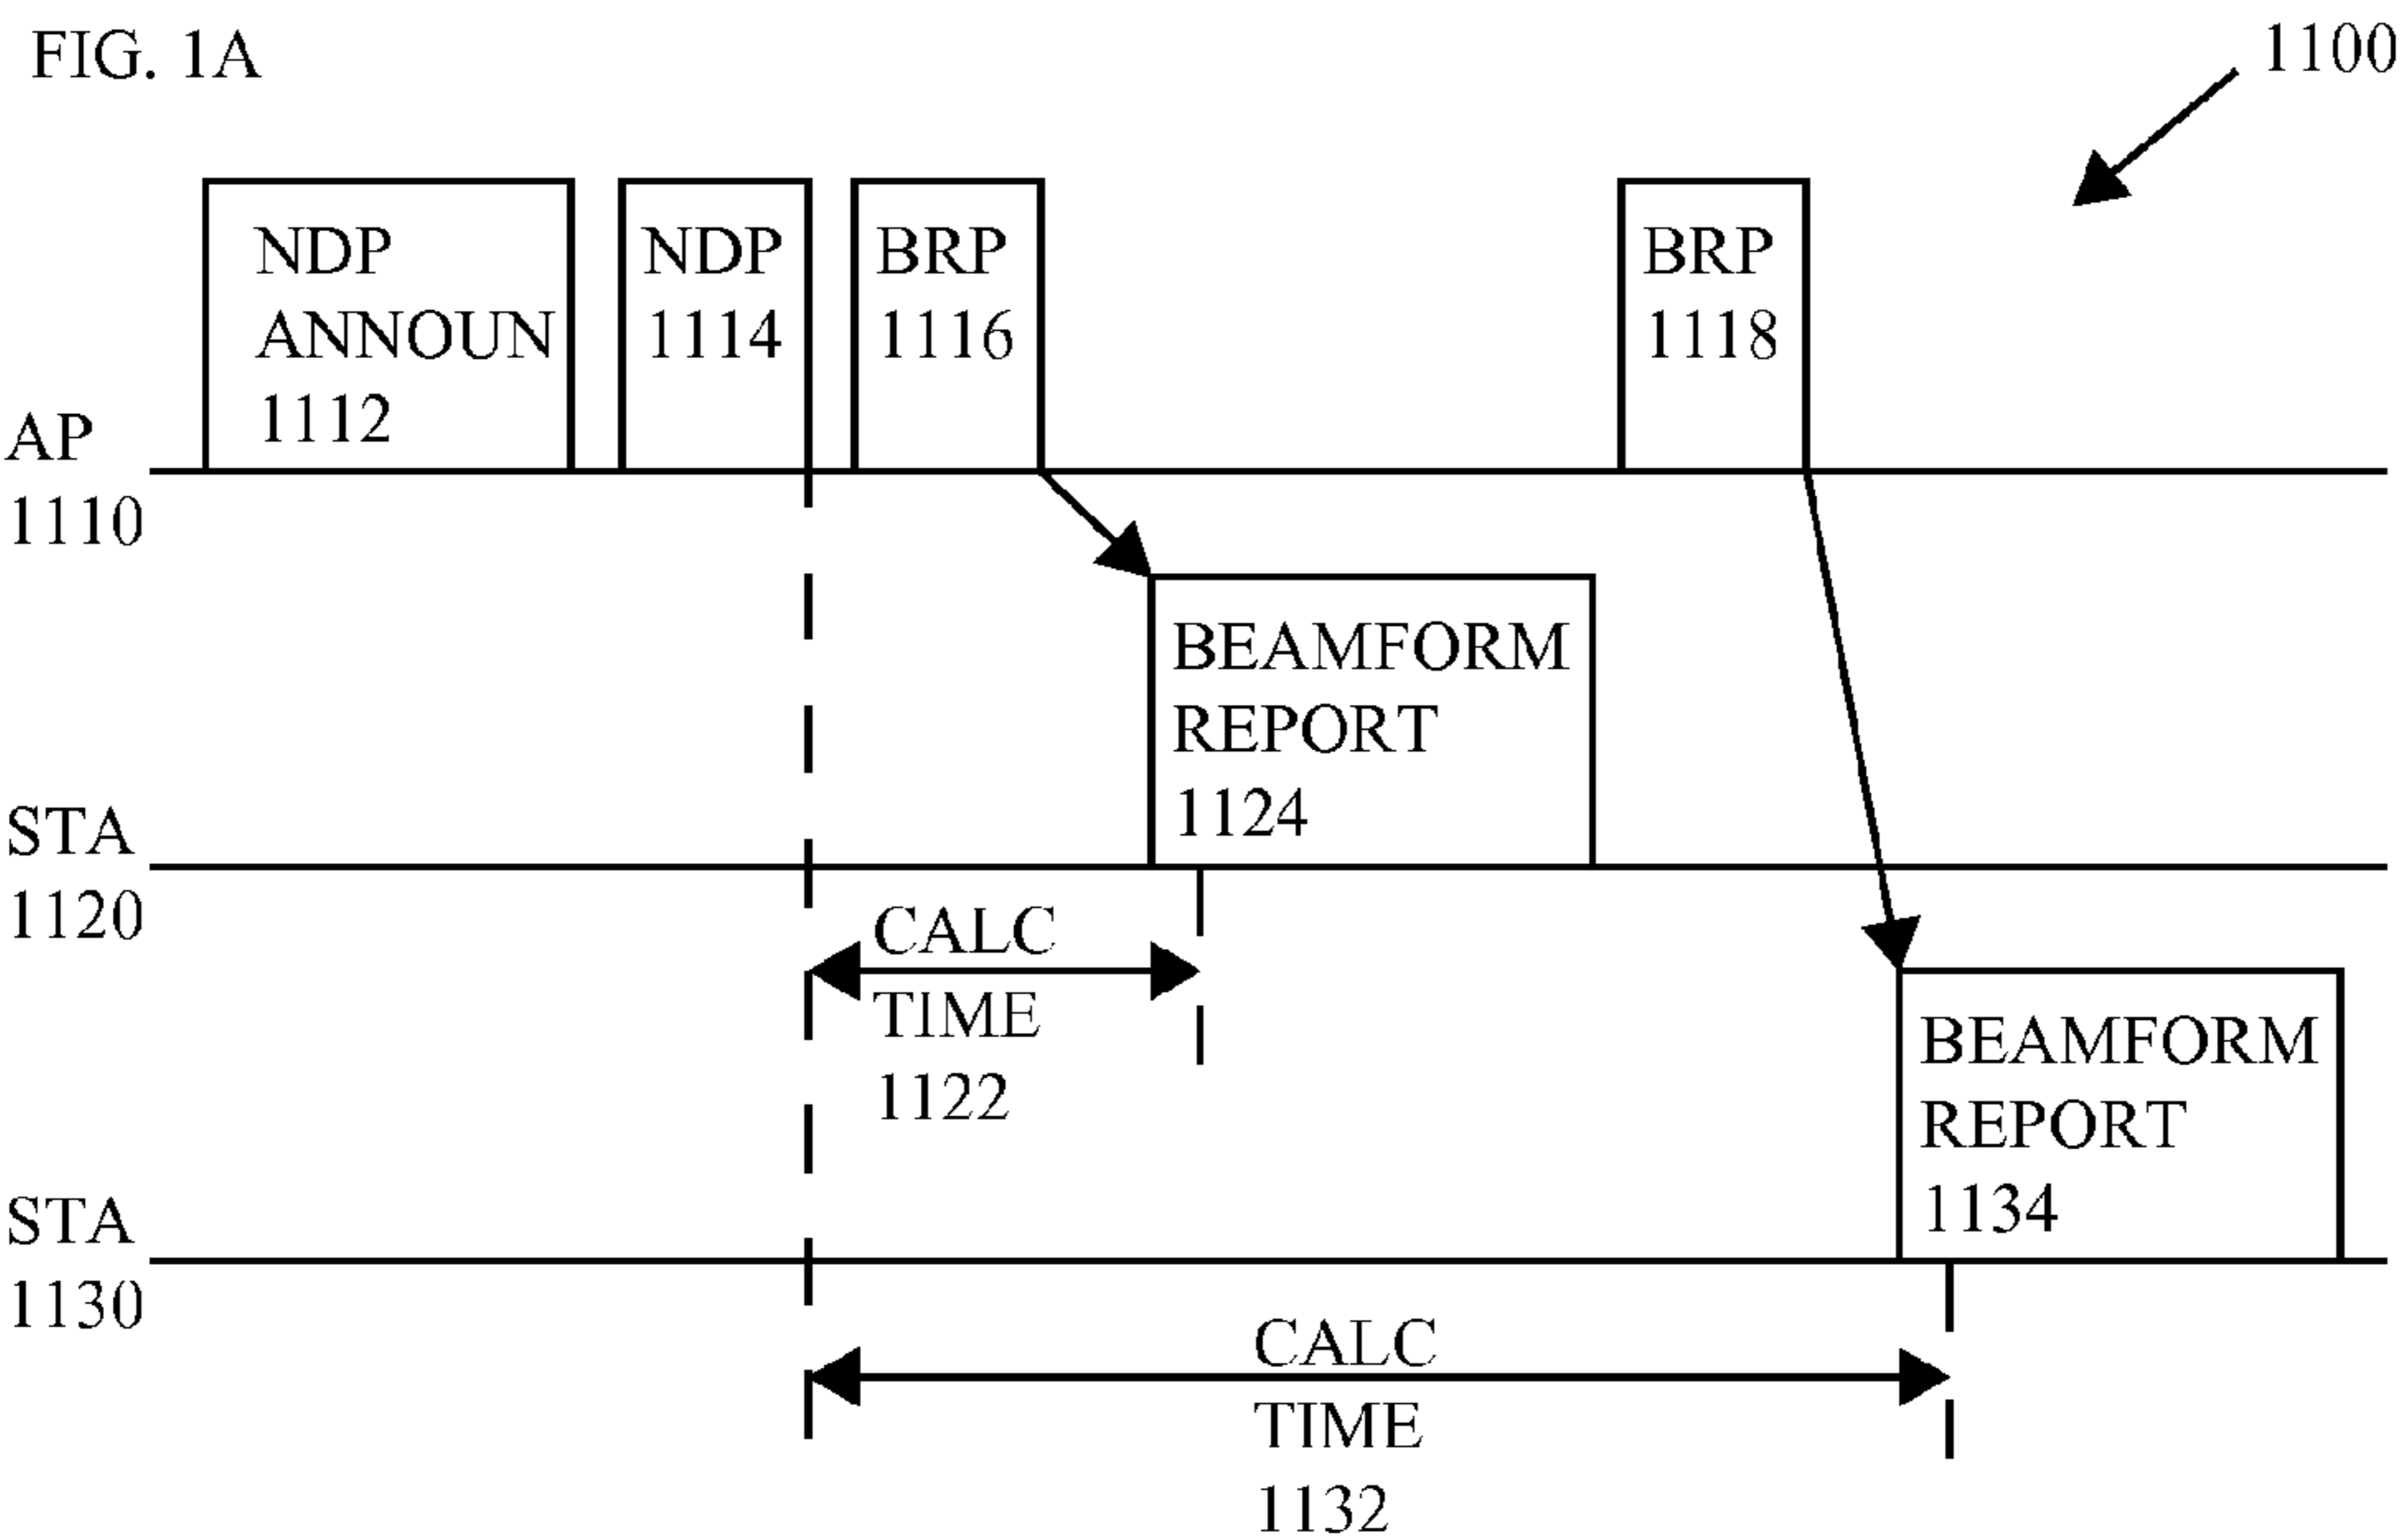 FIG. 1A
1100
NDP
ANNOUN
1112
NDP
1114
BRP
1116
BRP
1118
AP
1110
BEAMFORM
REPORT
1124
STA
1120
CALC
TIME
1122
BEAMFORM
REPORT
1134
STA
1130
CALC
TIME
1132